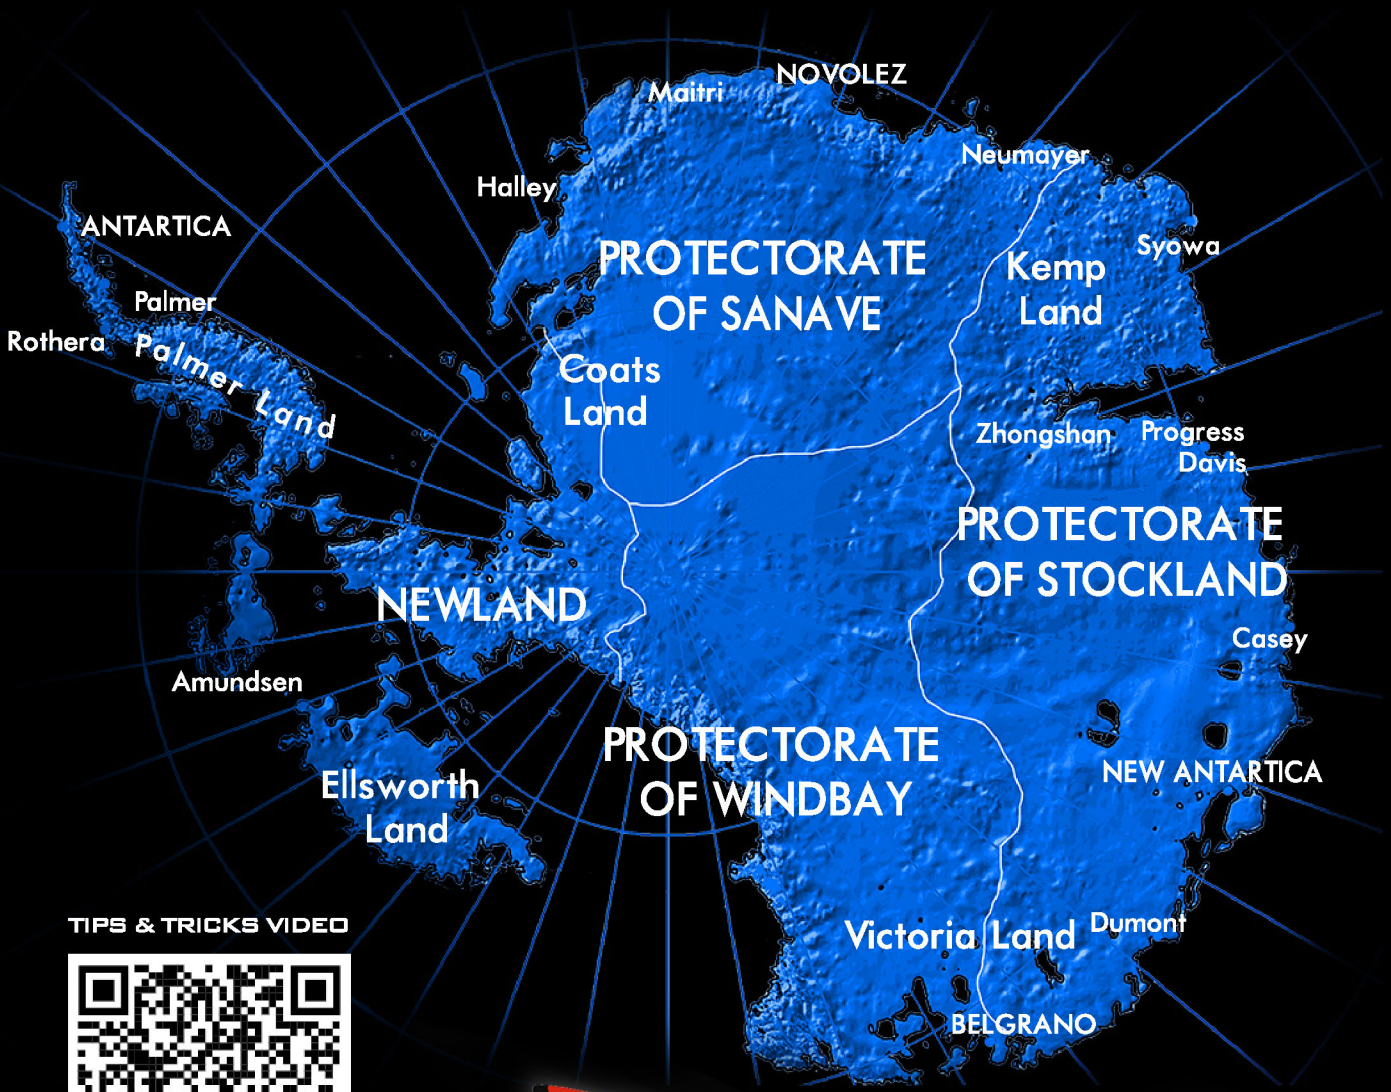 NOVOLEZ
Maitri
Neumayer
Halley
ANTARTICA
Syowa
PROTECTORATE
OF SANAVE
Kemp
Land
Palmer
Rothera
Palmer Land
Coats
Land
Zhongshan
Progress
Davis
PROTECTORATE
OF STOCKLAND
NEWLAND
Casey
Amundsen
PROTECTORATE
OF WINDBAY
NEW ANTARTICA
Ellsworth
Land
TIPS & TRICKS VIDEO
Victoria Land
Dumont
BELGRANO